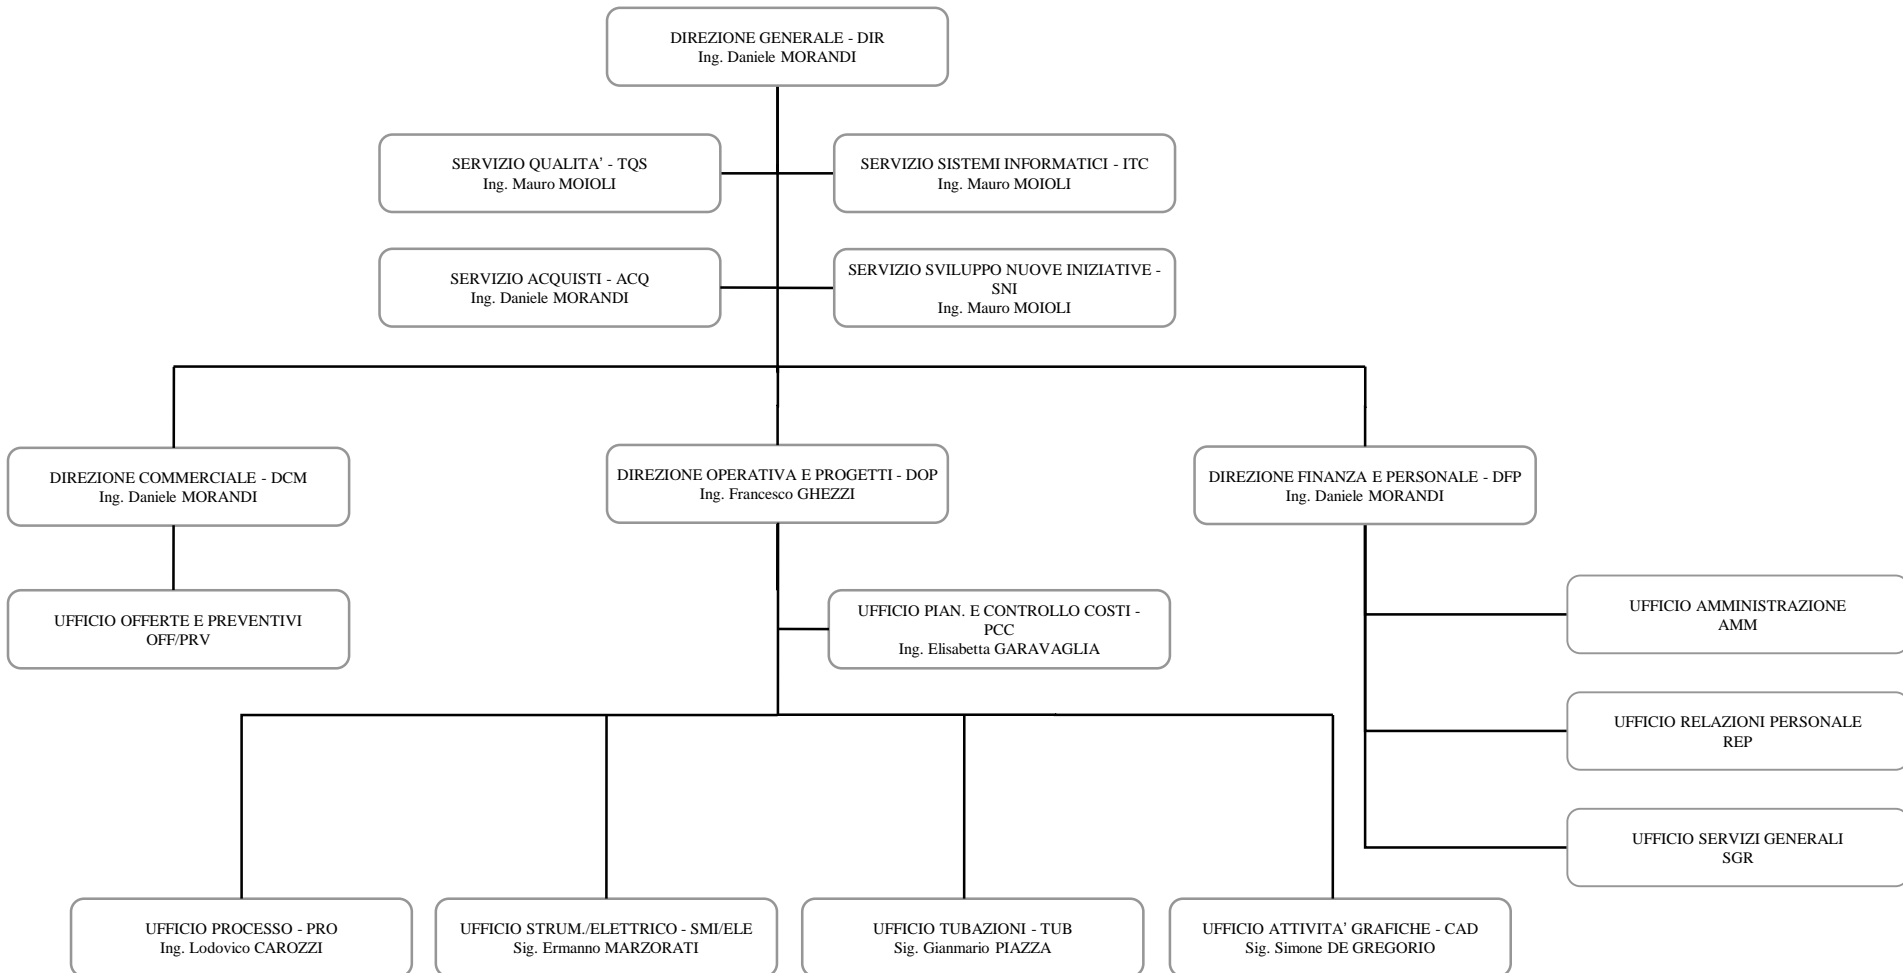 DIREZIONE GENERALE - DIR
Ing. Daniele MORANDI
SERVIZIO QUALITA’ - TQS
Ing. Mauro MOIOLI
SERVIZIO SISTEMI INFORMATICI - ITC
Ing. Mauro MOIOLI
SERVIZIO ACQUISTI - ACQ
Ing. Daniele MORANDI
SERVIZIO SVILUPPO NUOVE INIZIATIVE -
SNI
Ing. Mauro MOIOLI
DIREZIONE COMMERCIALE - DCM
Ing. Daniele MORANDI
DIREZIONE OPERATIVA E PROGETTI - DOP
Ing. Francesco GHEZZI
DIREZIONE FINANZA E PERSONALE - DFP
Ing. Daniele MORANDI
UFFICIO OFFERTE E PREVENTIVI
OFF/PRV
UFFICIO PIAN. E CONTROLLO COSTI -
PCC
Ing. Elisabetta GARAVAGLIA
UFFICIO AMMINISTRAZIONE
AMM
UFFICIO RELAZIONI PERSONALE
REP
UFFICIO SERVIZI GENERALI
SGR
UFFICIO PROCESSO - PRO
Ing. Lodovico CAROZZI
UFFICIO STRUM./ELETTRICO - SMI/ELE
Sig. Ermanno MARZORATI
UFFICIO TUBAZIONI - TUB
Sig. Gianmario PIAZZA
UFFICIO ATTIVITA’ GRAFICHE - CAD
Sig. Simone DE GREGORIO